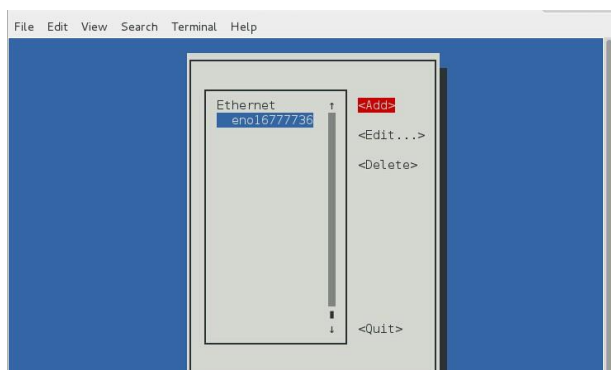 File Edit View Search Terminal Help
Ethernet ↑ <Add>
eno16777736
<Edit...>
<Delete>
↓ <Quit>